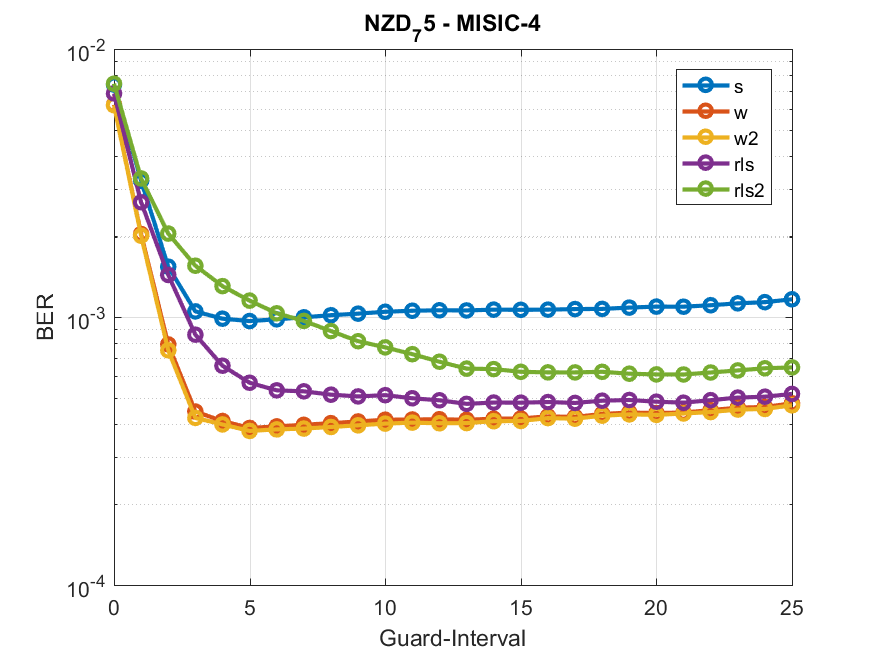 NZD₇5 - MISIC-4
10⁻²
10⁻³
10⁻⁴
BER
0 5 10 15 20 25
Guard-Interval
s
w
w2
rls
rls2